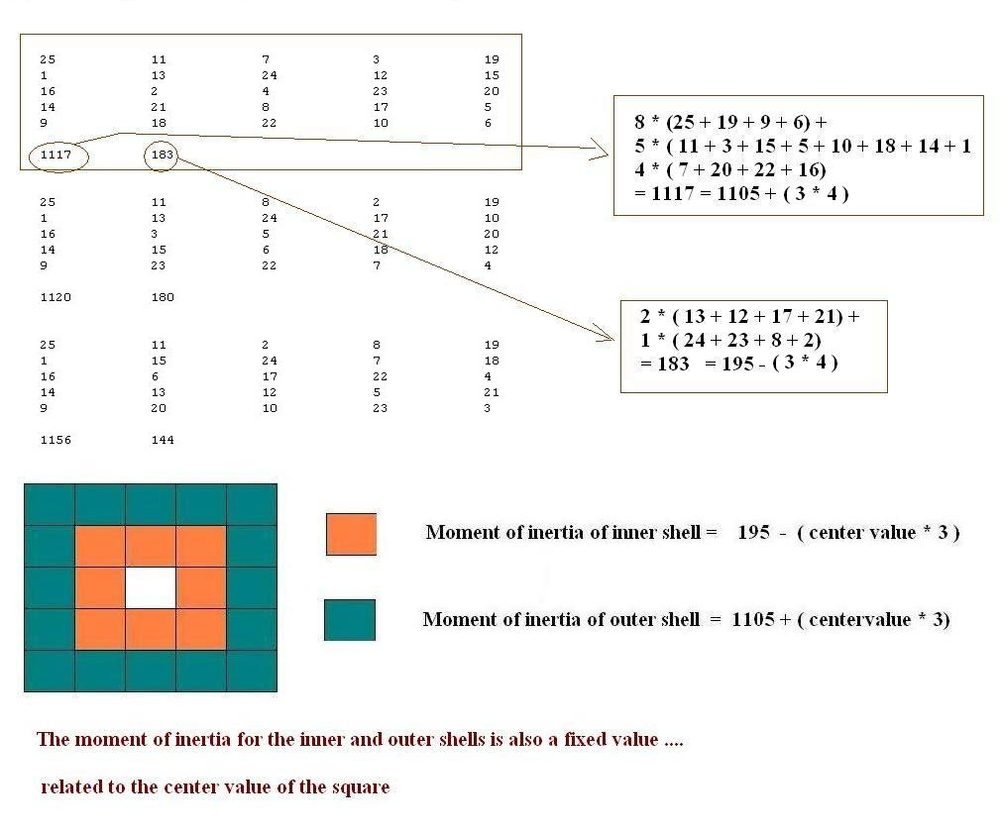 25 11 7 3 19
1 13 24 12 15
16 2 4 23 20
14 21 8 17 5
9 18 22 10 6
1117 183
8 * (25 + 19 + 9 + 6) +
5 * ( 11 + 3 + 15 + 5 + 10 + 18 + 14 + 1
4 * ( 7 + 20 + 22 + 16)
= 1117 = 1105 + ( 3 * 4 )
25 11 8 2 19
1 13 24 17 10
16 3 5 21 20
14 15 6 18 12
9 23 22 7 4
1120 180
2 * ( 13 + 12 + 17 + 21) +
1 * ( 24 + 23 + 8 + 2)
= 183 = 195 - ( 3 * 4 )
25 11 2 8 19
1 15 24 7 18
16 6 17 22 4
14 13 12 5 21
9 20 10 23 3
1156 144
Moment of inertia of inner shell = 195 - ( center value * 3 )
Moment of inertia of outer shell = 1105 + ( centervalue * 3)
The moment of inertia for the inner and outer shells is also a fixed value ....
related to the center value of the square